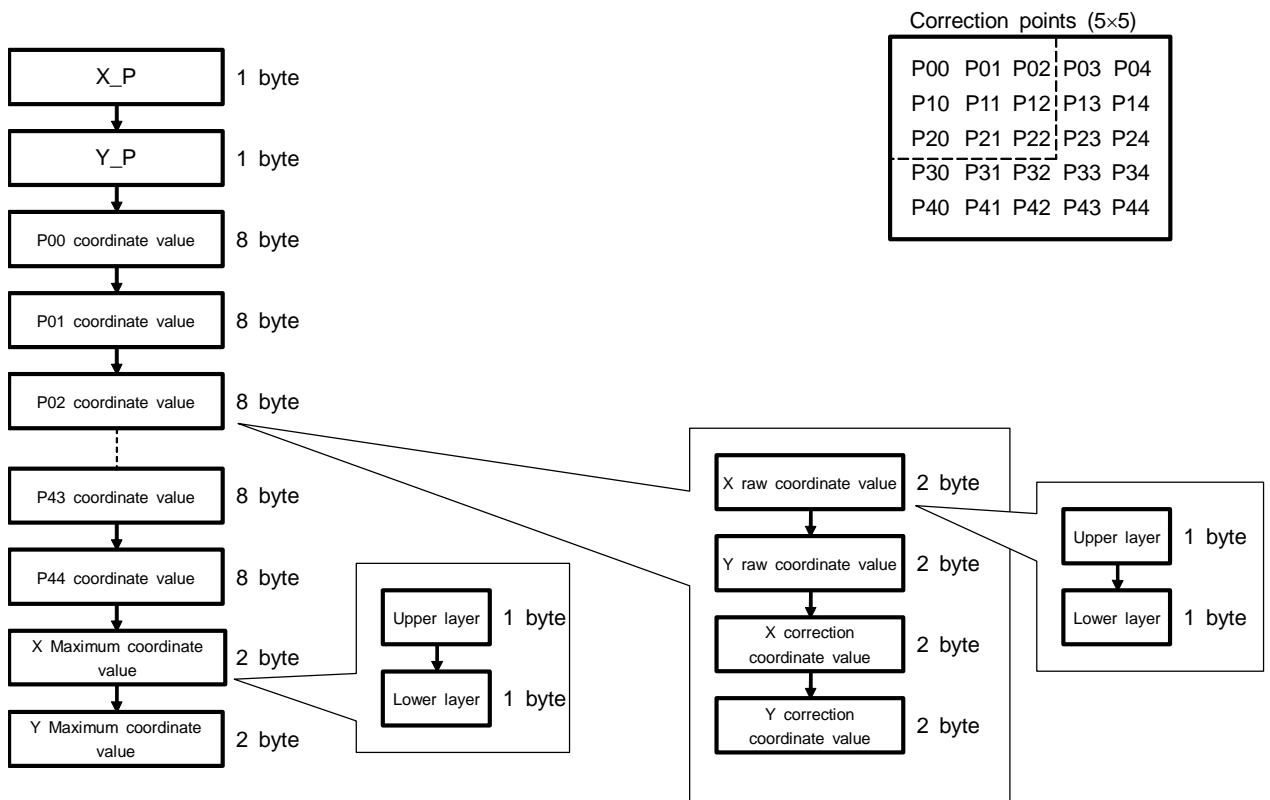 Correction points (5×5)
P00 P01 P02 P03 P04
P10 P11 P12 P13 P14
P20 P21 P22 P23 P24
P30 P31 P32 P33 P34
P40 P41 P42 P43 P44
X_P 1 byte
Y_P 1 byte
P00 coordinate value 8 byte
P01 coordinate value 8 byte
P02 coordinate value 8 byte
P43 coordinate value 8 byte
P44 coordinate value 8 byte
X Maximum coordinate
value
2 byte
Y Maximum coordinate
value
2 byte
Upper layer 1 byte
Lower layer 1 byte
X raw coordinate value 2 byte
Y raw coordinate value 2 byte
X correction
coordinate value
2 byte
Y correction
coordinate value
2 byte
Upper layer 1 byte
Lower layer 1 byte